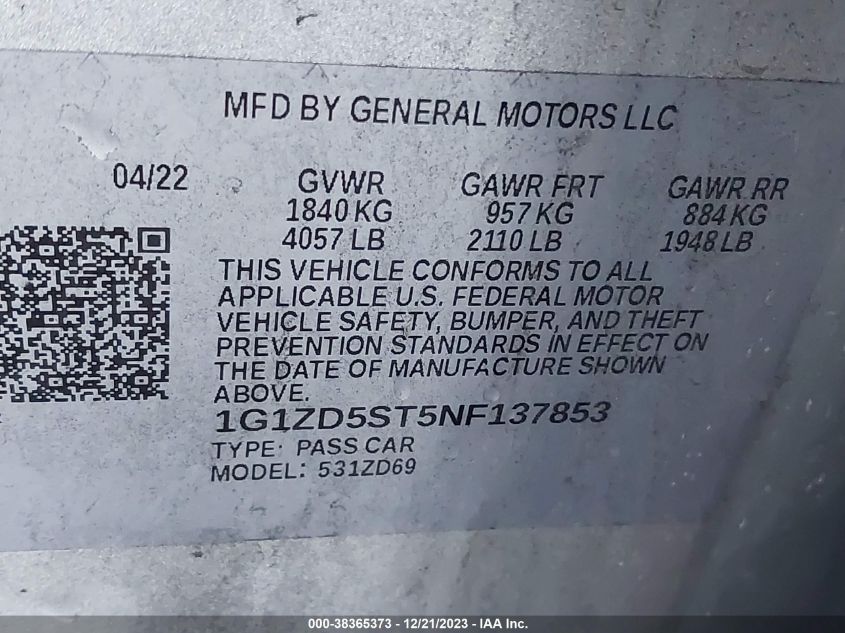 MFD BY GENERAL MOTORS LLC
04/22 GVWR GAWR FRT GAWR RR
1840 KG 957 KG 884 KG
4057 LB 2110 LB 1948 LB
THIS VEHICLE CONFORMS TO ALL
APPLICABLE U.S. FEDERAL MOTOR
VEHICLE SAFETY, BUMPER, AND THEFT
PREVENTION STANDARDS IN EFFECT ON
THE DATE OF MANUFACTURE SHOWN
ABOVE.
1G1ZD5ST5NF137853
TYPE: PASS CAR
MODEL: 531ZD69
000-38365373 - 12/21/2023 - IAA Inc.